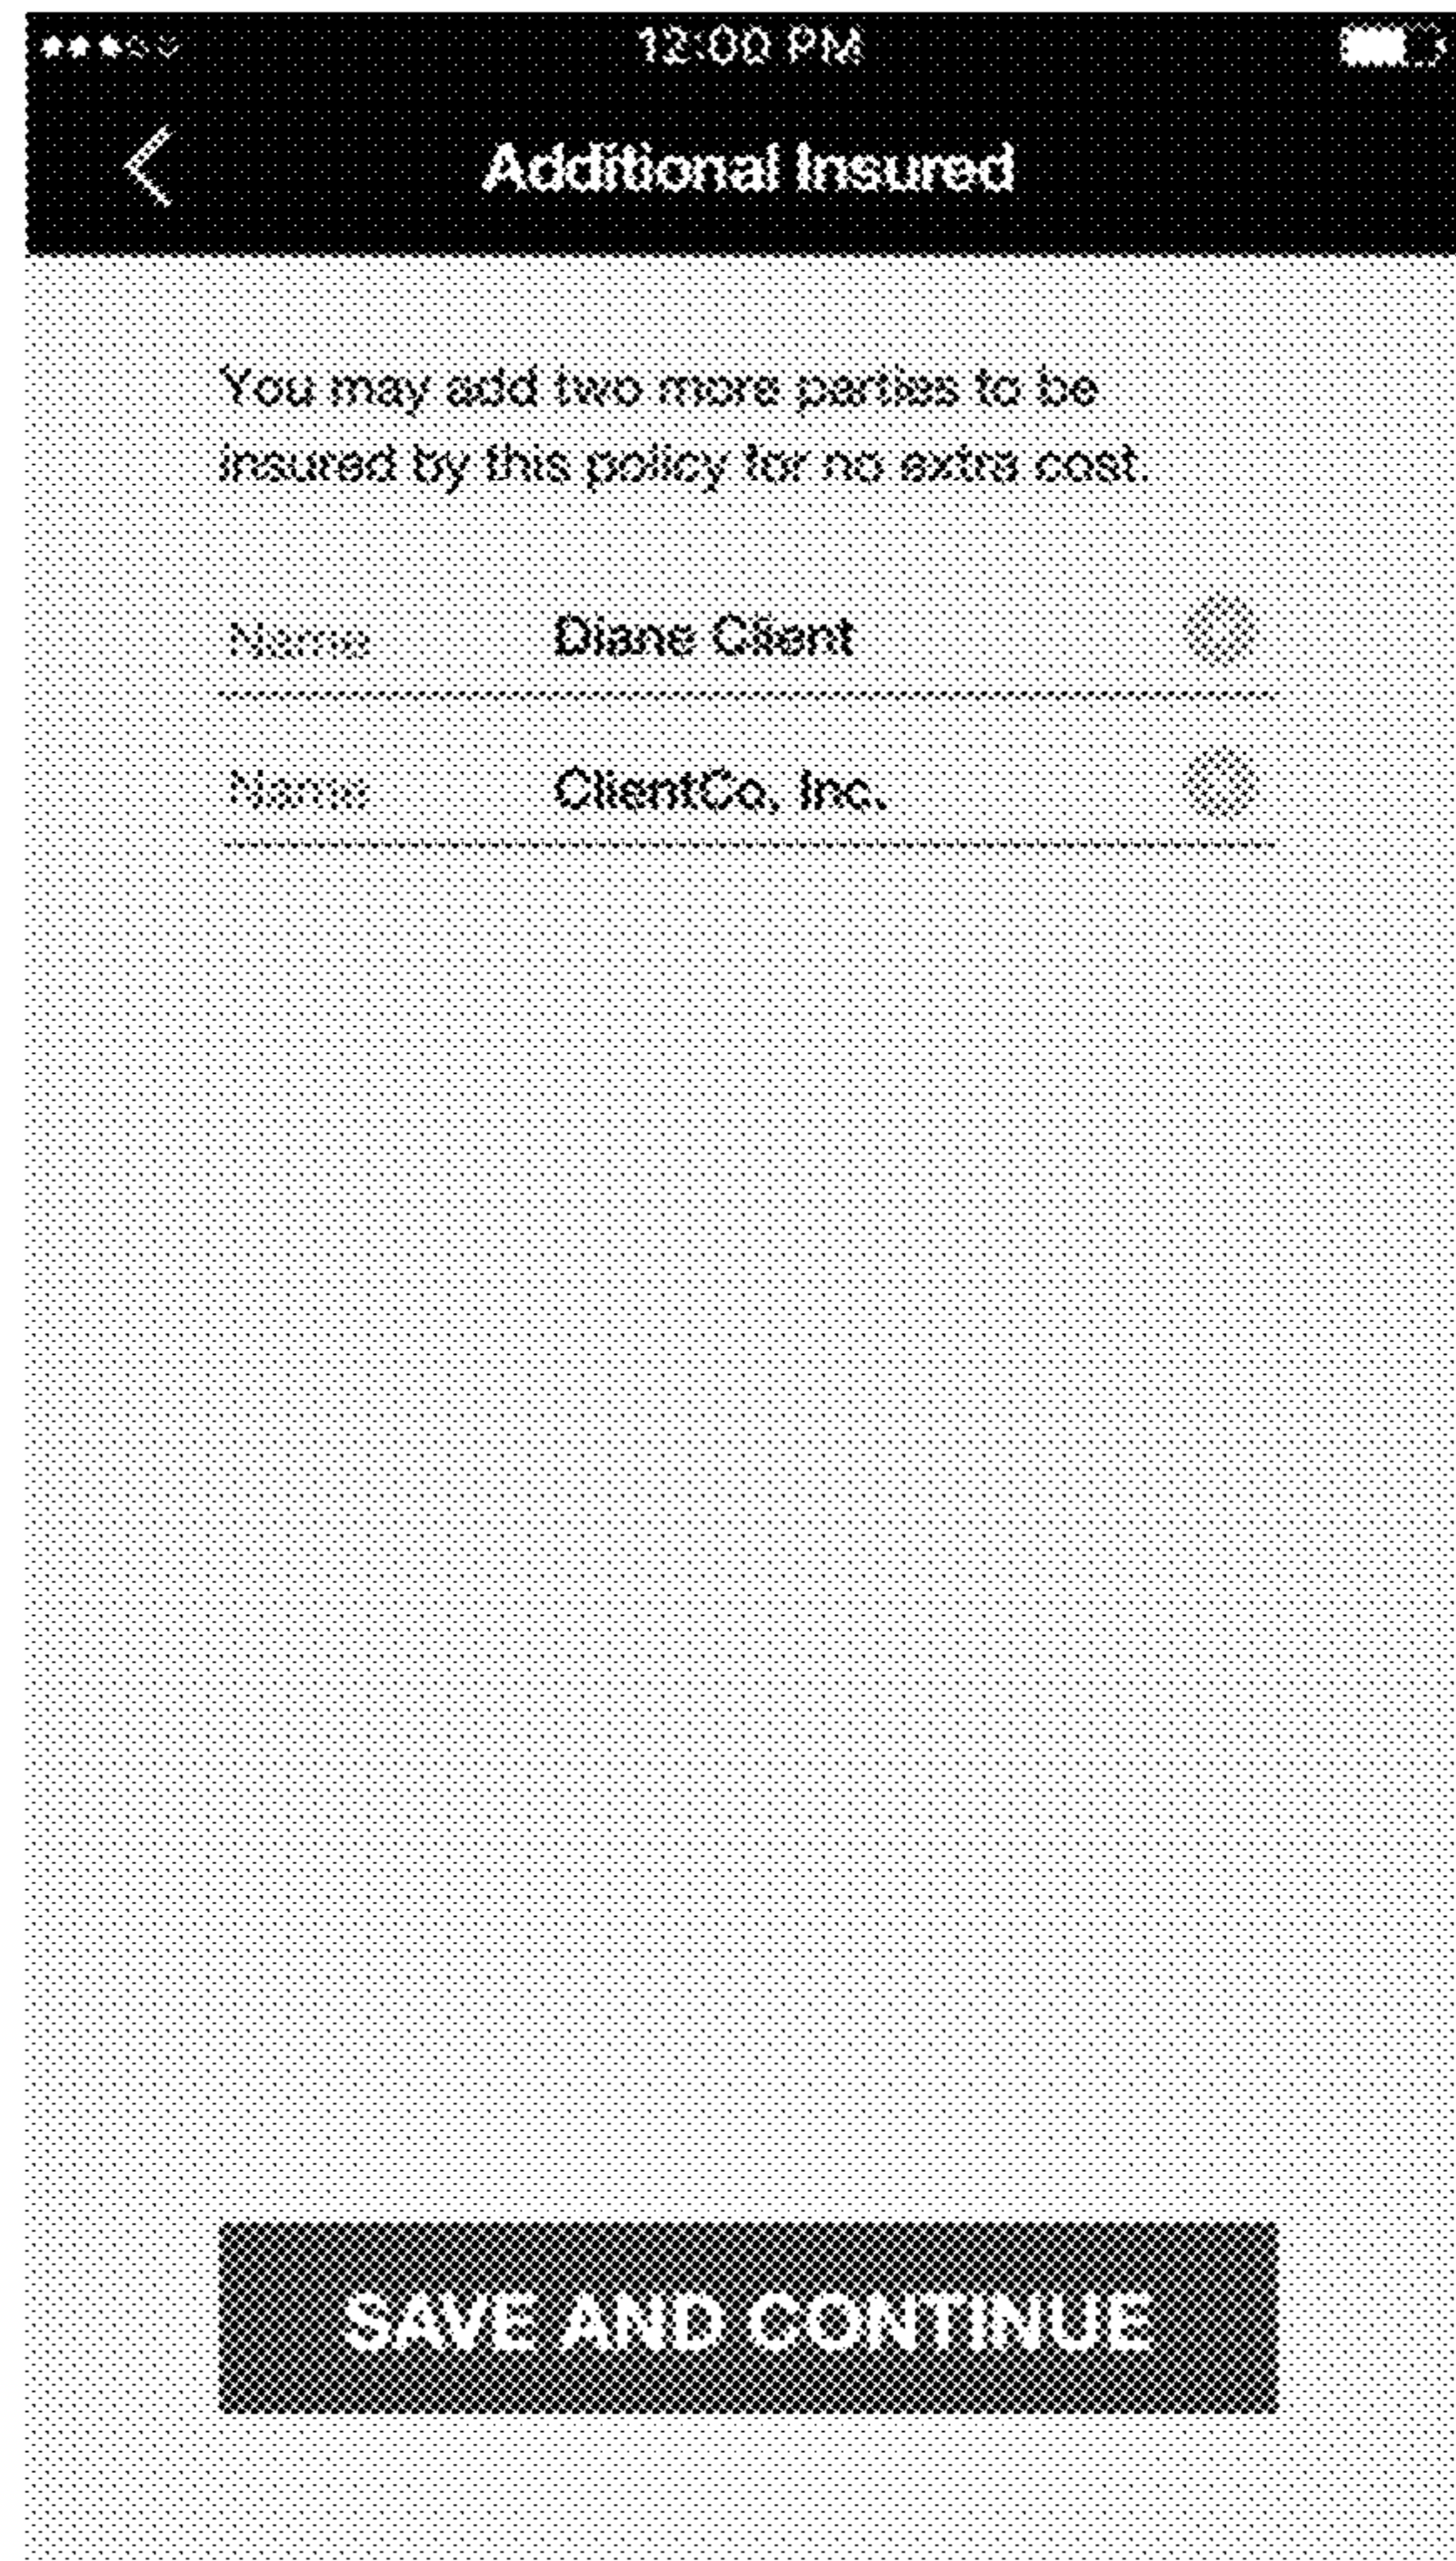 12:00 PM
Additional Insured
You may add two more parties to be
insured by this policy for no extra cost.
Name Diane Client
Name ClientCo, Inc.
SAVE AND CONTINUE